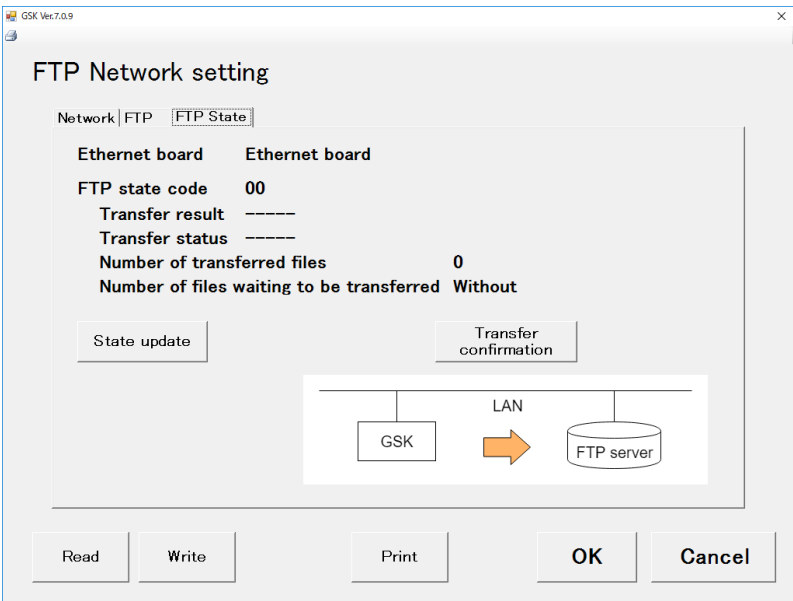 GSK Ver.7.0.9
FTP Network setting
Network FTP FTP State
Ethernet board Ethernet board
FTP state code 00
Transfer result -----
Transfer status -----
Number of transferred files 0
Number of files waiting to be transferred Without
State update
Transfer
confirmation
LAN
GSK
FTP server
Read Write Print OK Cancel